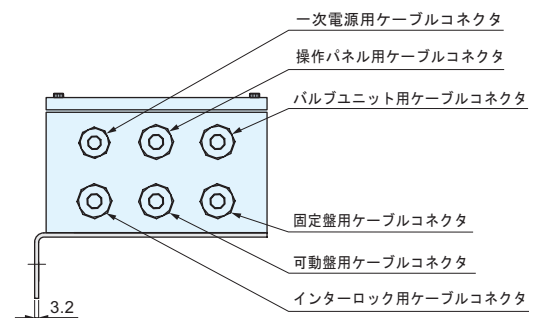 一次電源用ケーブルコネクタ
操作パネル用ケーブルコネクタ
バルブユニット用ケーブルコネクタ
固定盤用ケーブルコネクタ
可動盤用ケーブルコネクタ
インターロック用ケーブルコネクタ
3.2